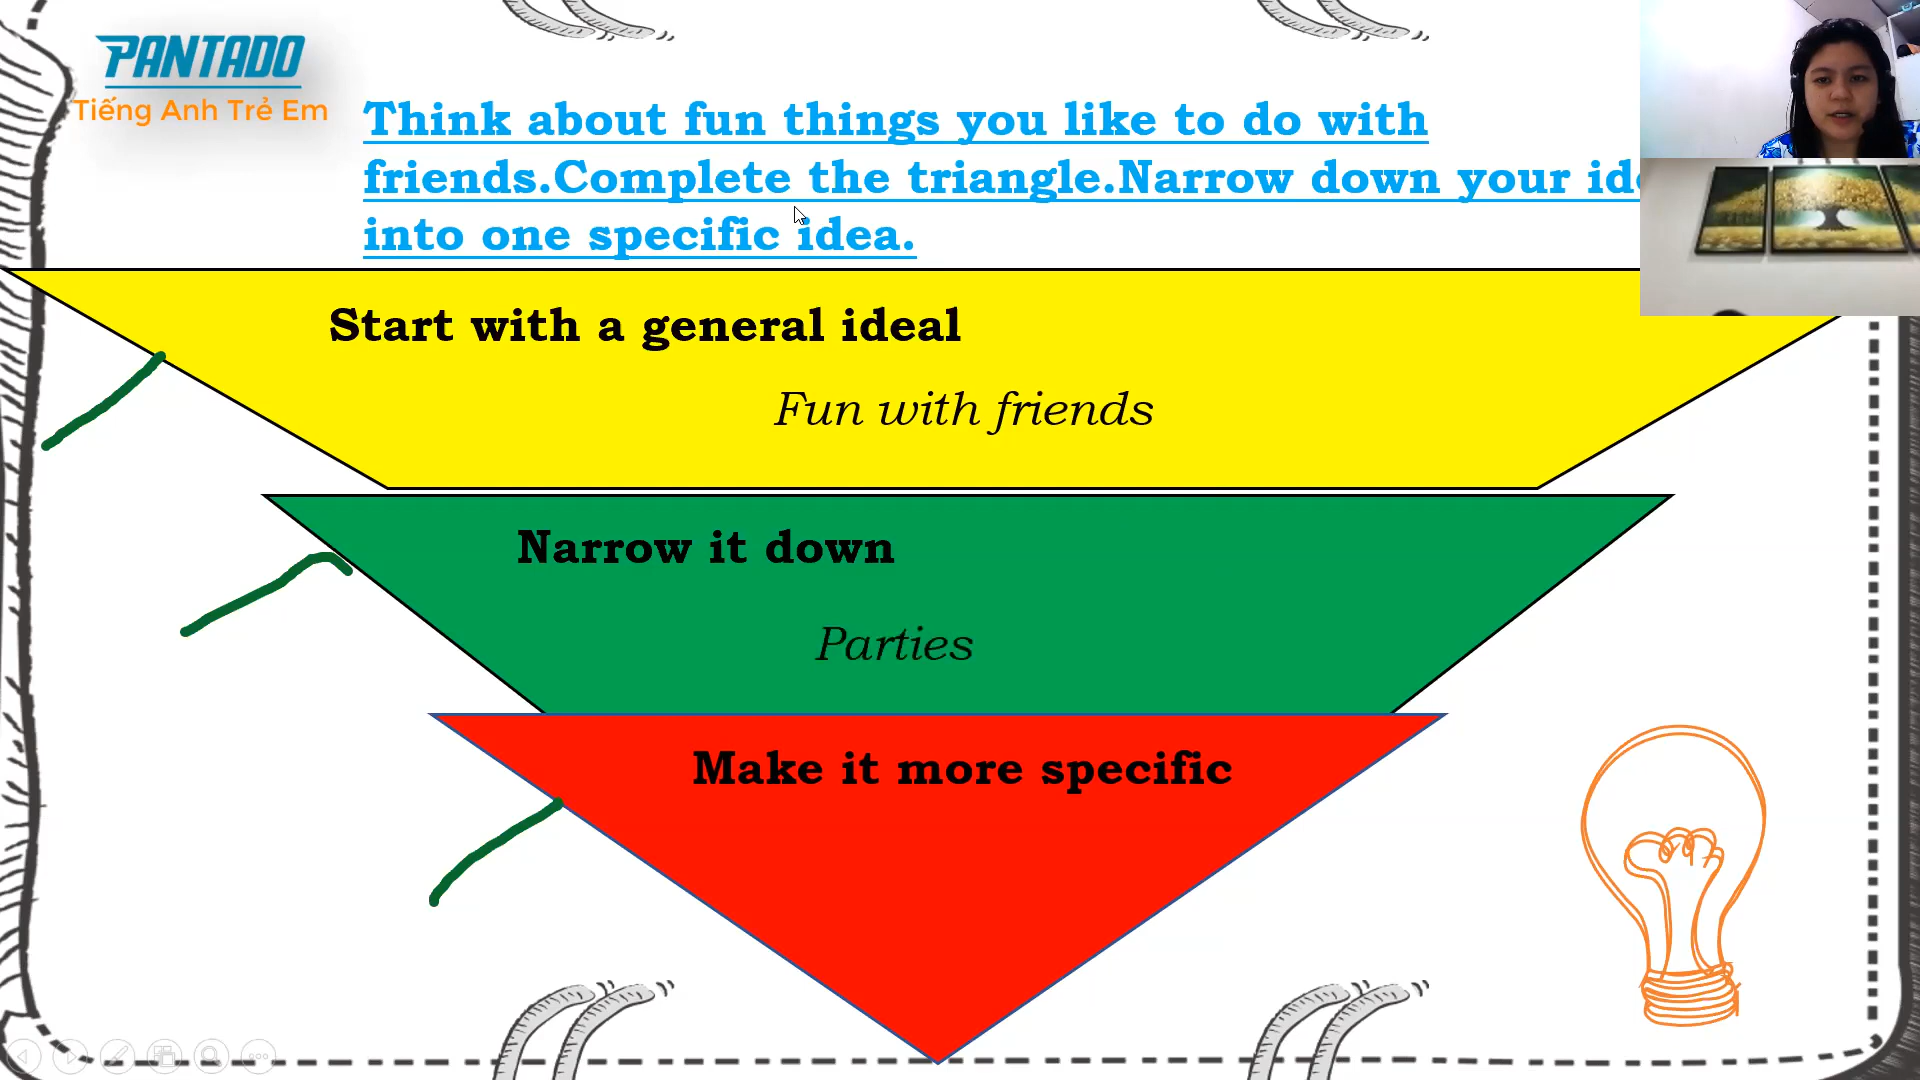 PANTADO
Tiếng Anh Trẻ Em
Think about fun things you like to do with
friends.Complete the triangle.Narrow down your
into one specific idea.
Start with a general ideal
Fun with friends
Narrow it down
Parties
Make it more specific